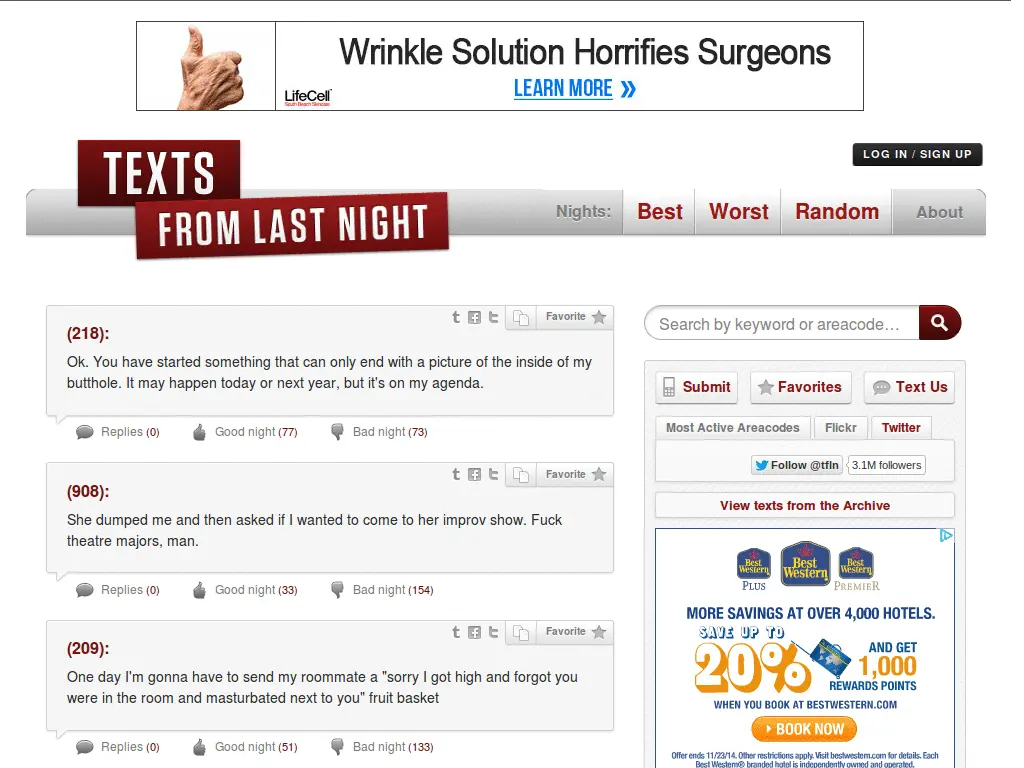 Wrinkle Solution Horrifies Surgeons
LifeCell
South Beach Skincare
LEARN MORE »
LOG IN / SIGN UP
TEXTS
FROM LAST NIGHT
Nights: Best Worst Random About
t f t Favorite
(218):
Ok. You have started something that can only end with a picture of the inside of my
butthole. It may happen today or next year, but it's on my agenda.
Replies (0) Good night (77) Bad night (73)
t f t Favorite
(908):
She dumped me and then asked if I wanted to come to her improv show. Fuck
theatre majors, man.
Replies (0) Good night (33) Bad night (154)
t f t Favorite
(209):
One day I'm gonna have to send my roommate a "sorry I got high and forgot you
were in the room and masturbated next to you" fruit basket
Replies (0) Good night (51) Bad night (133)
Search by keyword or areacode...
Submit Favorites Text Us
Most Active Areacodes Flickr Twitter
Follow @tfln 3.1M followers
View texts from the Archive
Best Western PLUS
Best Western
Best Western PREMIER
MORE SAVINGS AT OVER 4,000 HOTELS.
SAVE UP TO
20%
AND GET
1,000
REWARDS POINTS
WHEN YOU BOOK AT BESTWESTERN.COM
BOOK NOW
Offer ends 11/23/14. Other restrictions apply. Visit bestwestern.com for details. Each
Best Western® branded hotel is independently owned and operated.